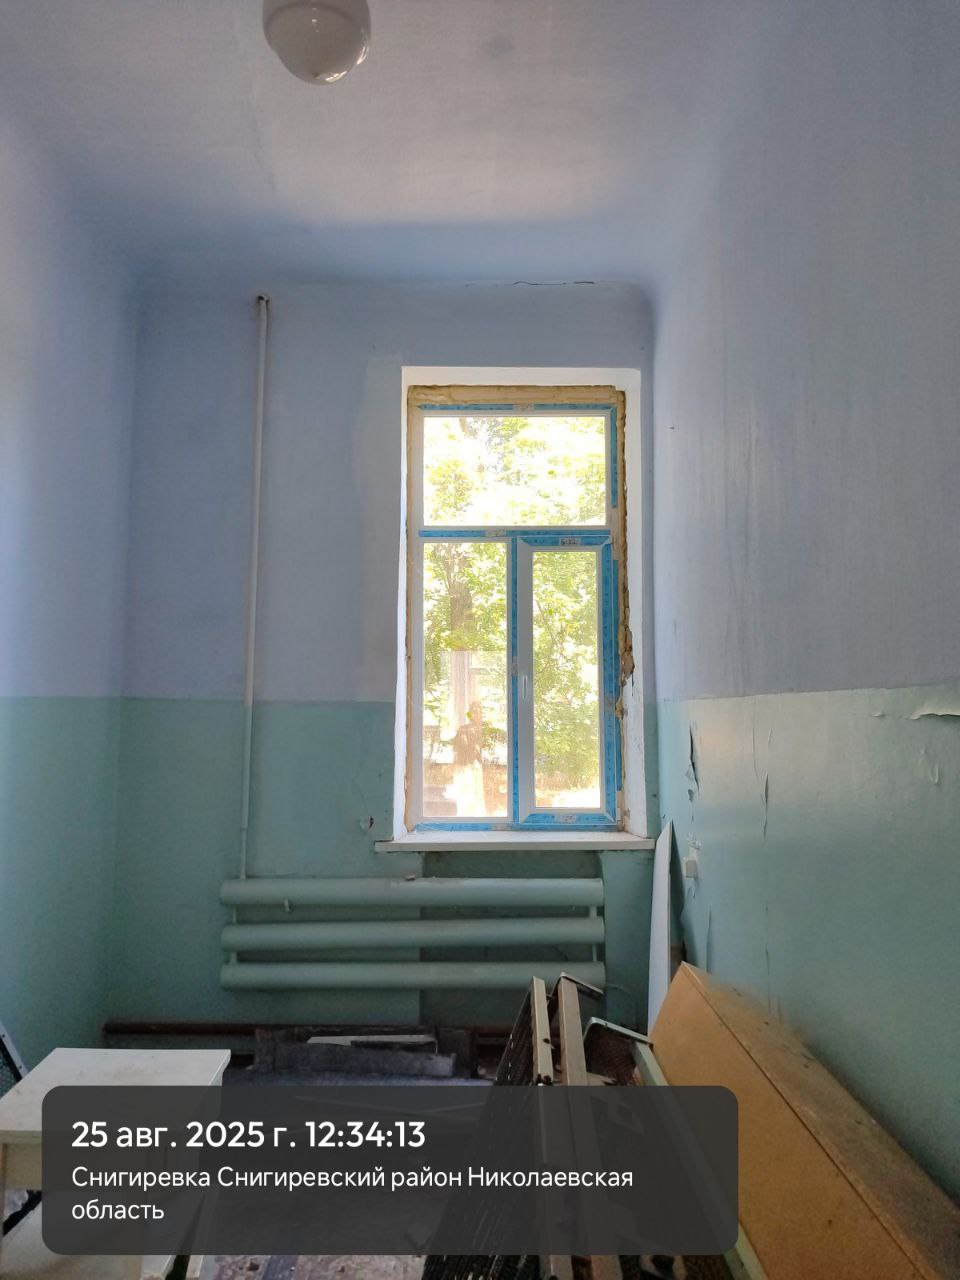 25 авг. 2025 г. 12:34:13
Снигиревка Снигиревский район Николаевская
область